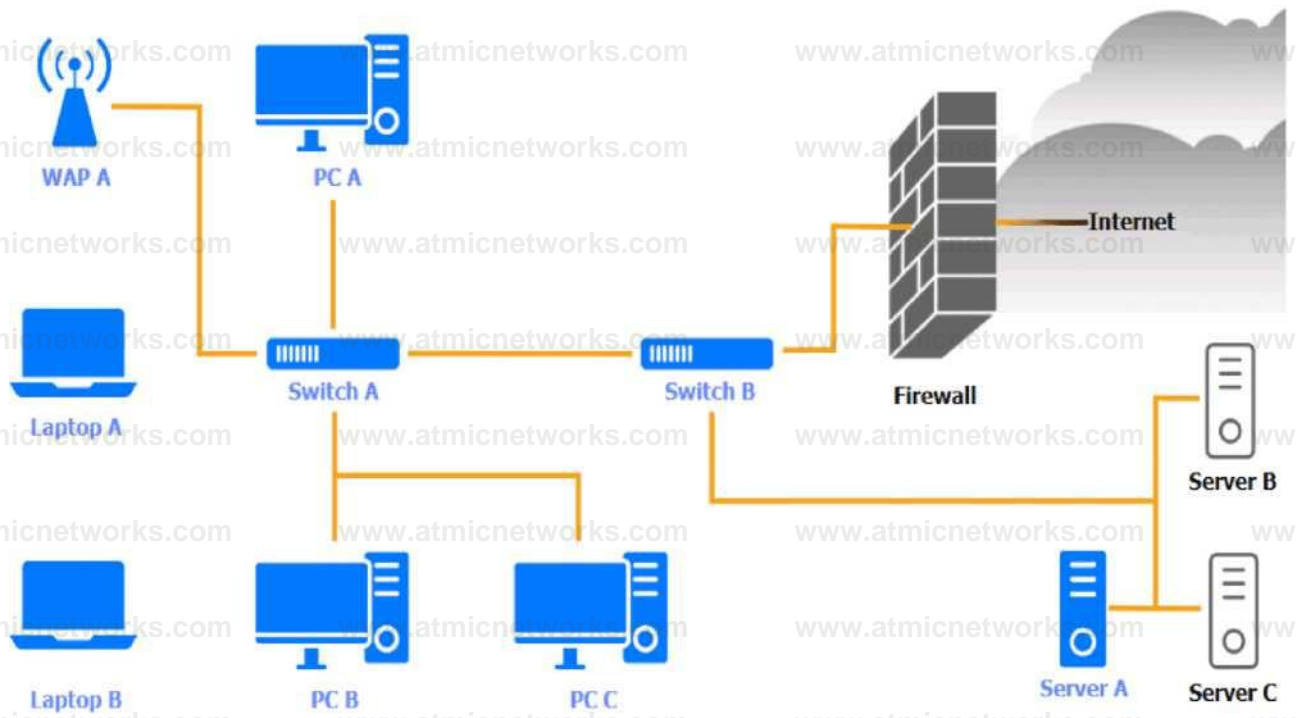 www.atmicnetworks.com
WAP A
PC A
Internet
Laptop A
Switch A
Switch B
Firewall
Server B
Laptop B
PC B
PC C
Server A
Server C